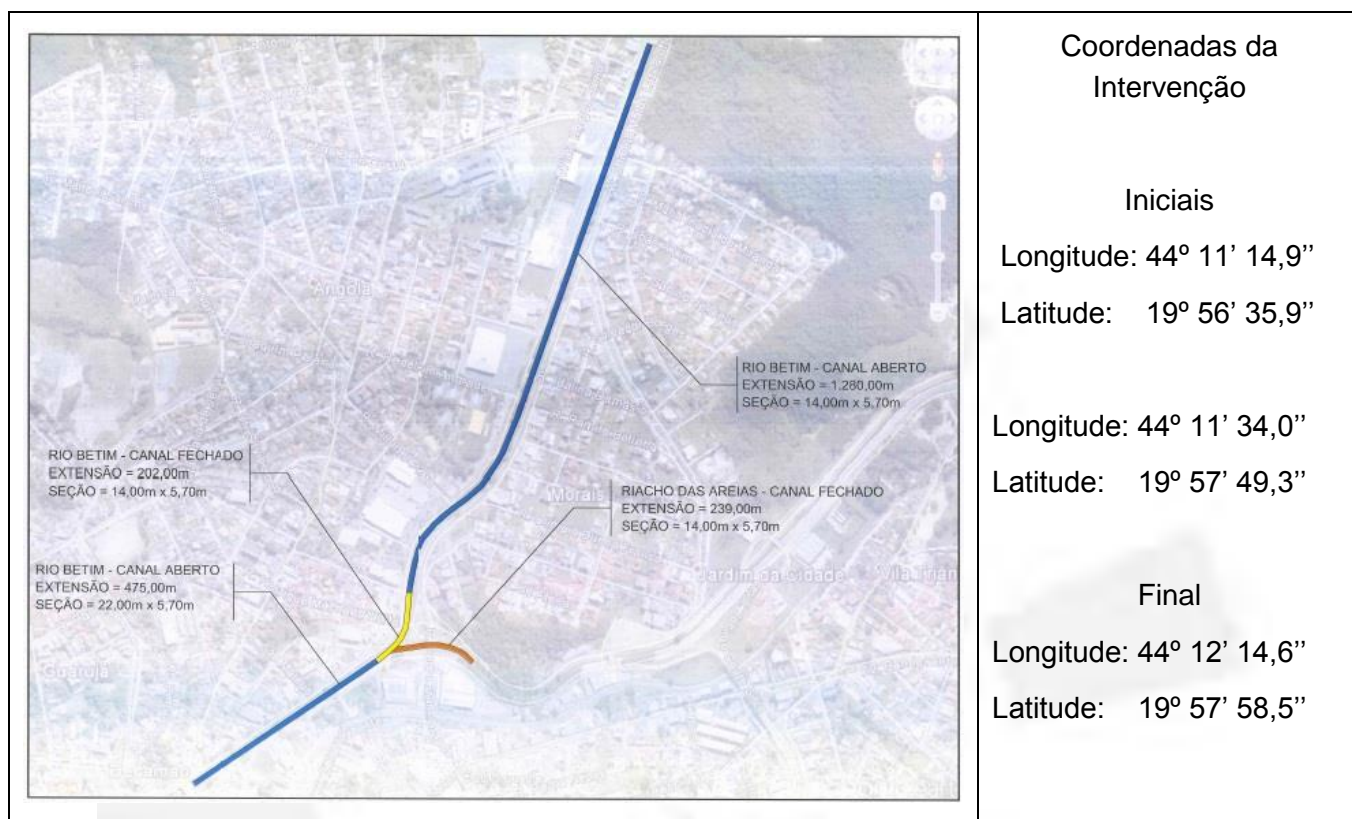 Angola
RIO BETIM - CANAL ABERTO
EXTENSÃO = 1.280,00m
SEÇÃO = 14,00m x 5,70m
RIO BETIM - CANAL FECHADO
EXTENSÃO = 202,00m
SEÇÃO = 14,00m x 5,70m
Morais
RIACHO DAS AREIAS - CANAL FECHADO
EXTENSÃO = 239,00m
SEÇÃO = 14,00m x 5,70m
RIO BETIM - CANAL ABERTO
EXTENSÃO = 475,00m
SEÇÃO = 22,00m x 5,70m
Jardim da Cidade
Guarujá
Decamão
Coordenadas da
Intervenção
Iniciais
Longitude: 44º 11’ 14,9’’
Latitude: 19º 56’ 35,9’’
Longitude: 44º 11’ 34,0’’
Latitude: 19º 57’ 49,3’’
Final
Longitude: 44º 12’ 14,6’’
Latitude: 19º 57’ 58,5’’